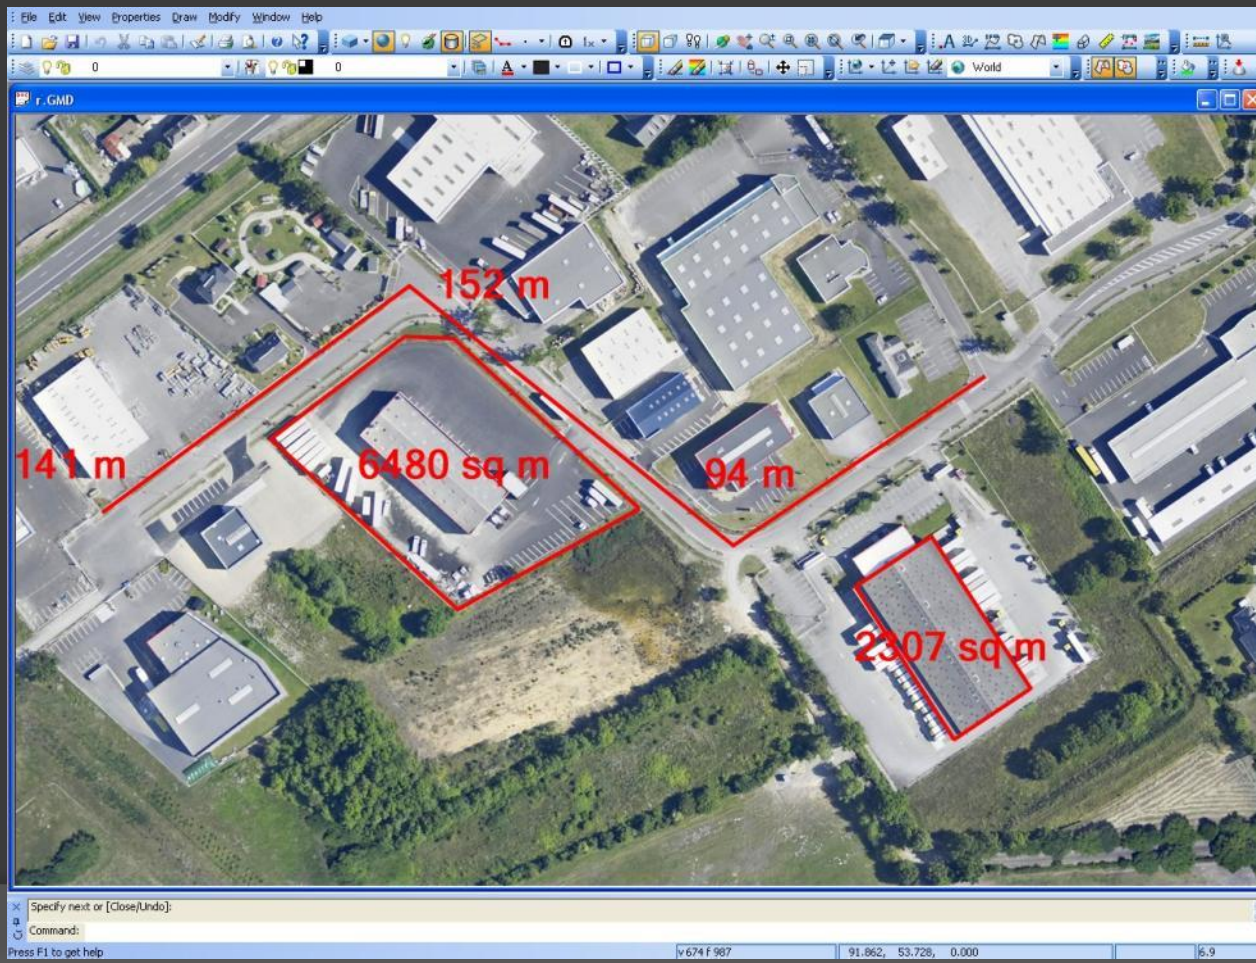 File Edit View Properties Draw Modify Window Help
0 0 World
r.GMD
152 m
141 m
6480 sq m
94 m
2307 sq m
Specify next or [Close/Undo]:
Command:
Press F1 to get help v 674 f 987 91.862, 53.728, 0.000 6.9